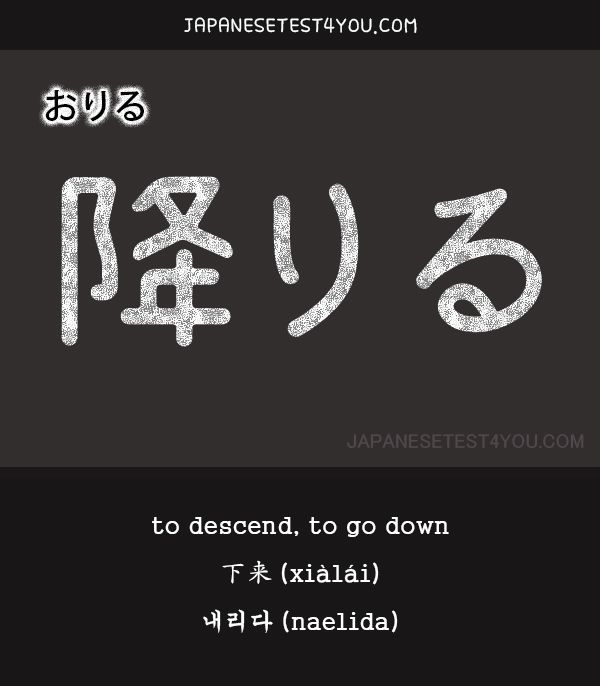 JAPANESETEST4YOU.COM
おりる
降りる
JAPANESETEST4YOU.COM
to descend, to go down
下来 (xiàlái)
내리다 (naelida)